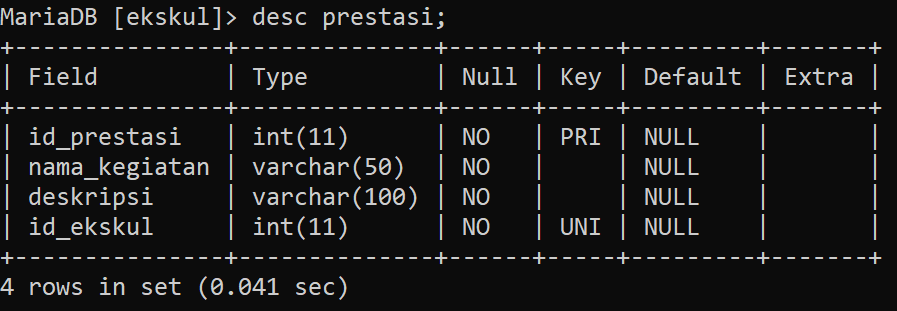 MariaDB [ekskul]> desc prestasi;
+---------------+--------------+------+-----+---------+-------+
| Field         | Type         | Null | Key | Default | Extra |
+---------------+--------------+------+-----+---------+-------+
| id_prestasi   | int(11)      | NO   | PRI | NULL    |       |
| nama_kegiatan | varchar(50)  | NO   |     | NULL    |       |
| deskripsi     | varchar(100) | NO   |     | NULL    |       |
| id_ekskul     | int(11)      | NO   | UNI | NULL    |       |
+---------------+--------------+------+-----+---------+-------+
4 rows in set (0.041 sec)